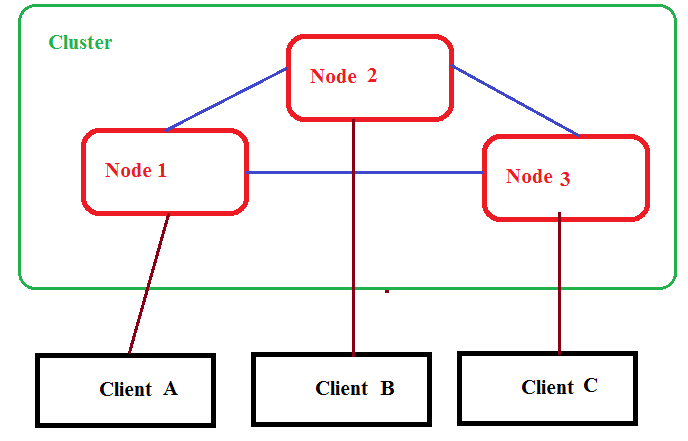 Cluster
Node 2
Node 1
Node 3
Client A
Client B
Client C